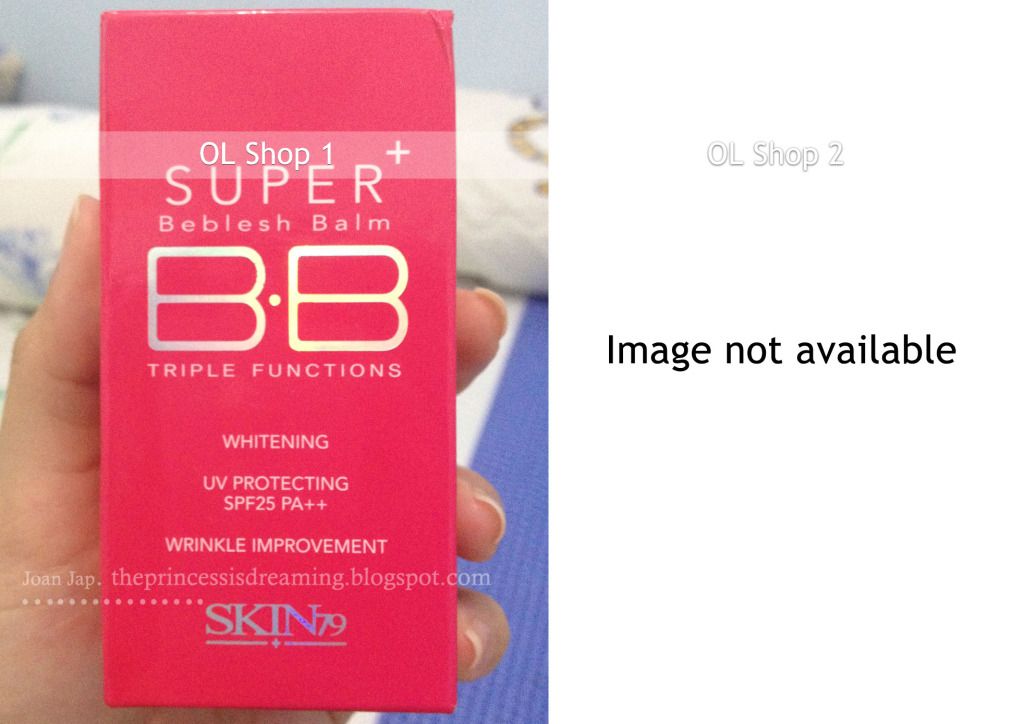 OL Shop 1
SUPER+
Beblesh Balm
B·B
TRIPLE FUNCTIONS
WHITENING
UV PROTECTING
SPF25 PA++
WRINKLE IMPROVEMENT
Joan Jap. theprincessisdreaming.blogspot.com
SKIN79
OL Shop 2
Image not available